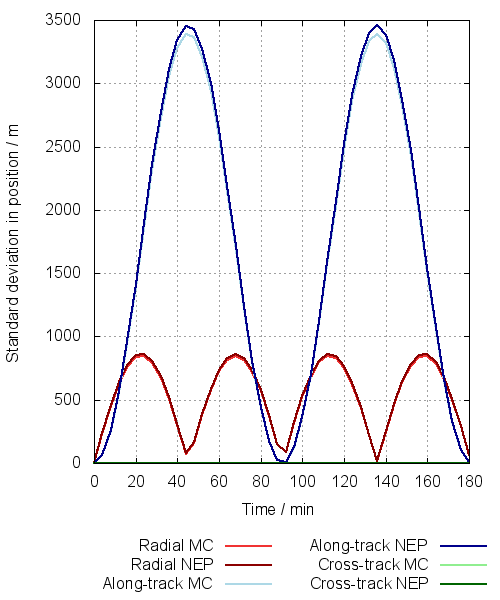 3500
3000
2500
2000
1500
1000
500
0
Standard deviation in position / m
0 20 40 60 80 100 120 140 160 180
Time / min
Radial MC
Radial NEP
Along-track MC
Along-track NEP
Cross-track MC
Cross-track NEP